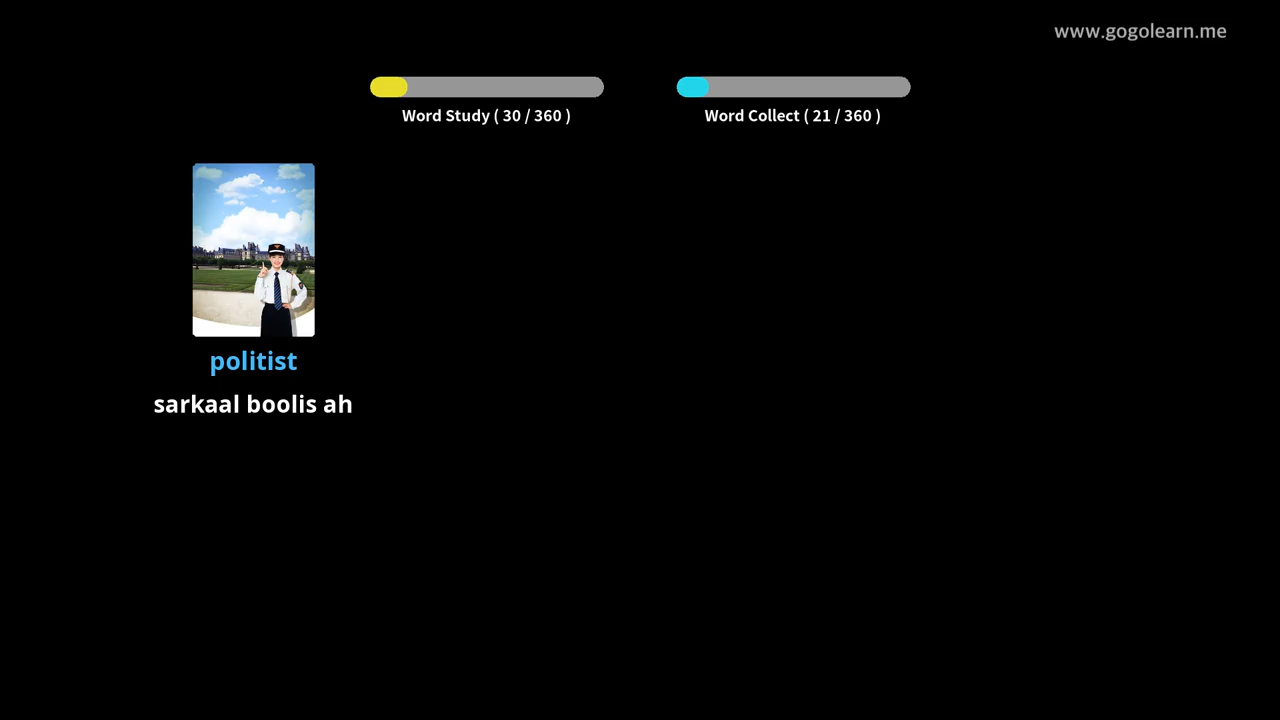 www.gogolearn.me
Word Study ( 30 / 360 )
Word Collect ( 21 / 360 )
politist
sarkaal boolis ah